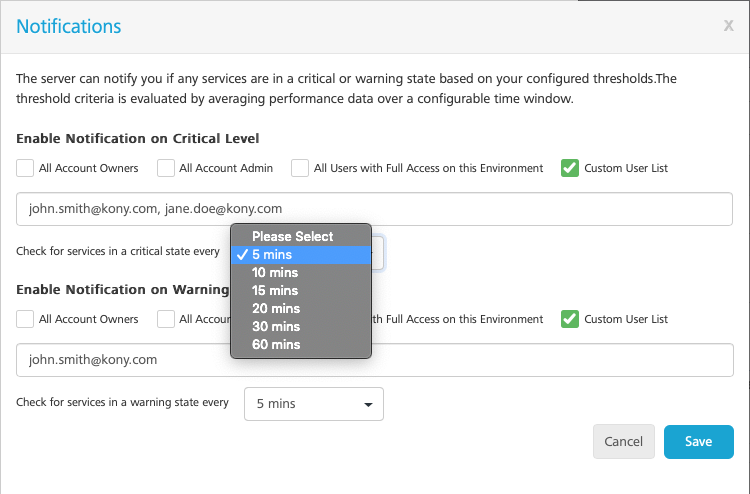 Notifications
X
The server can notify you if any services are in a critical or warning state based on your configured thresholds.The
threshold criteria is evaluated by averaging performance data over a configurable time window.
Enable Notification on Critical Level
All Account Owners All Account Admin All Users with Full Access on this Environment Custom User List
john.smith@kony.com, jane.doe@kony.com
Check for services in a critical state every
Please Select
✓ 5 mins
10 mins
15 mins
20 mins
30 mins
60 mins
Enable Notification on Warning
All Account Owners All Accour th Full Access on this Environment Custom User List
john.smith@kony.com
Check for services in a warning state every 5 mins
Cancel Save